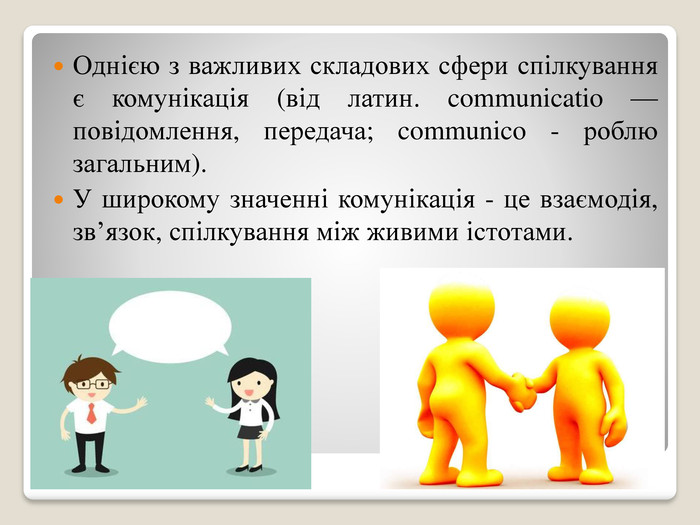 Однією з важливих складових сфери спілкування
є комунікація (від латин. communicatio —
повідомлення, передача; communico - роблю
загальним).
У широкому значенні комунікація - це взаємодія,
зв’язок, спілкування між живими істотами.